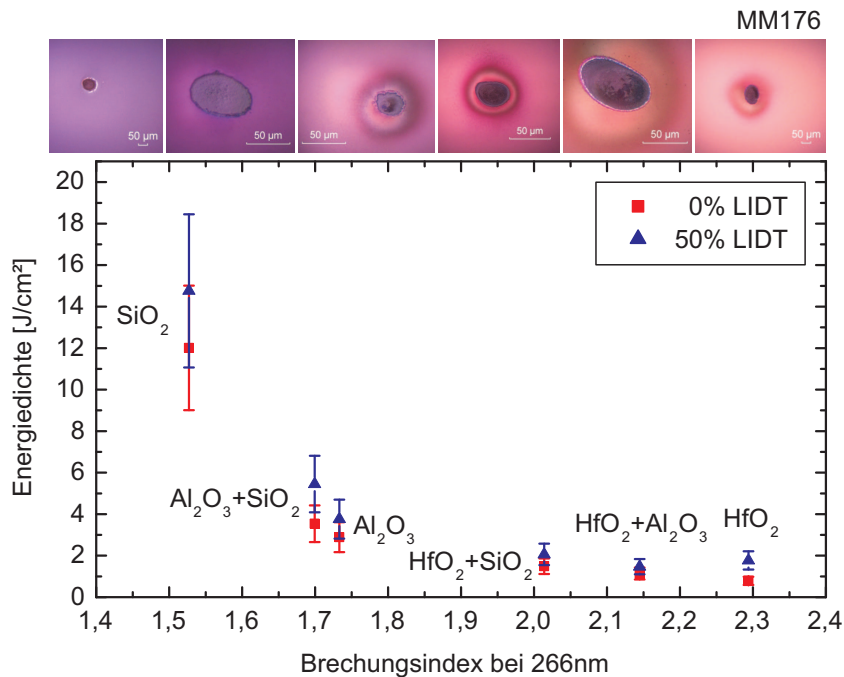 MM176
50 µm 50 µm 50 µm 50 µm 50 µm 50 µm
20
18
16
14
12
10
8
6
4
2
0
Energiedichte [J/cm²]
0% LIDT
50% LIDT
SiO₂
Al₂O₃+SiO₂
Al₂O₃
HfO₂+SiO₂
HfO₂+Al₂O₃
HfO₂
1,4 1,5 1,6 1,7 1,8 1,9 2,0 2,1 2,2 2,3 2,4
Brechungsindex bei 266nm